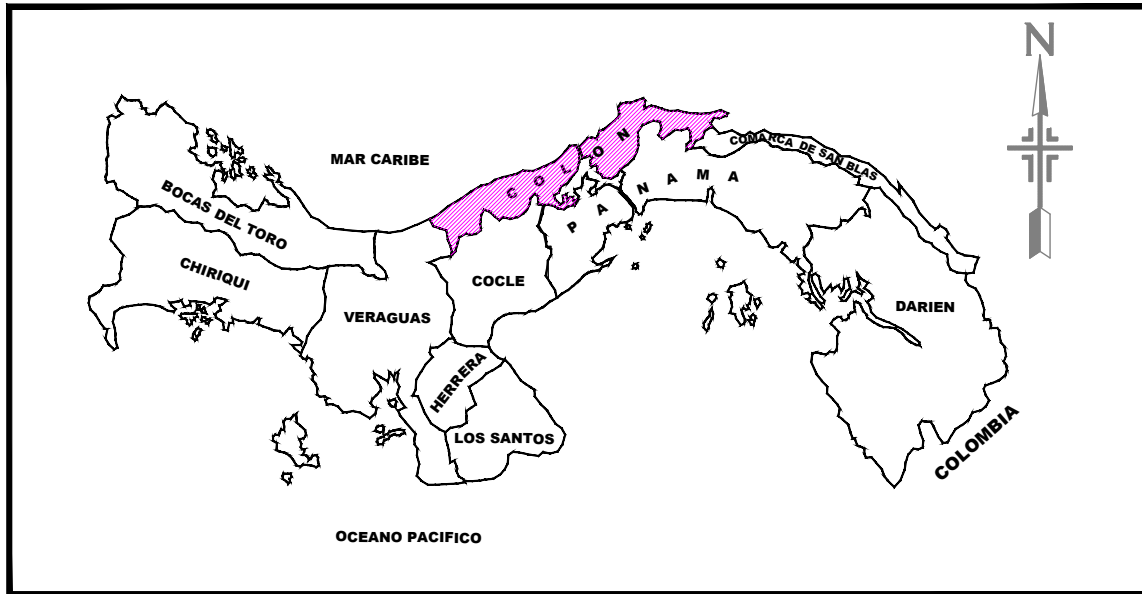 N
MAR CARIBE
COLON
COMARCA DE SAN BLAS
PANAMA
BOCAS DEL TORO
CHIRIQUI
COCLE
VERAGUAS
DARIEN
HERRERA
LOS SANTOS
COLOMBIA
OCEANO PACIFICO